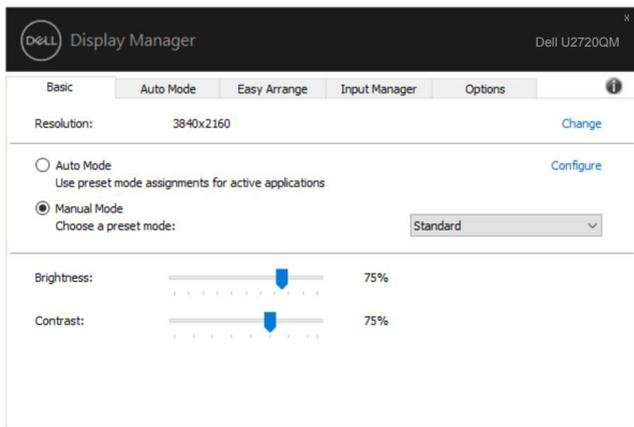 x
DELL Display Manager
Dell U2720QM
Basic Auto Mode Easy Arrange Input Manager Options i
Resolution: 3840x2160 Change
Auto Mode Configure
Use preset mode assignments for active applications
Manual Mode
Choose a preset mode: Standard
Brightness: 75%
Contrast: 75%